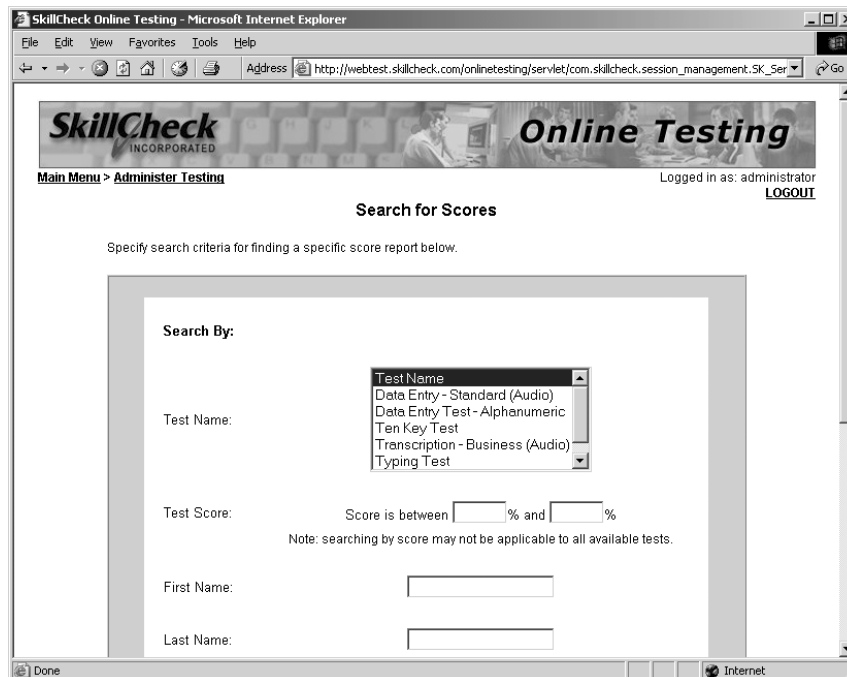 SkillCheck Online Testing - Microsoft Internet Explorer
File Edit View Favorites Tools Help
Address http://webtest.skillcheck.com/onlinetesting/servlet/com.skillcheck.session_management.SK_Ser Go
SkillCheck
INCORPORATED
Online Testing
Main Menu > Administer Testing
Logged in as: administrator
LOGOUT
Search for Scores
Specify search criteria for finding a specific score report below.
Search By:
Test Name:
Test Name
Data Entry - Standard (Audio)
Data Entry Test - Alphanumeric
Ten Key Test
Transcription - Business (Audio)
Typing Test
Test Score: Score is between % and %
Note: searching by score may not be applicable to all available tests.
First Name:
Last Name:
Done Internet